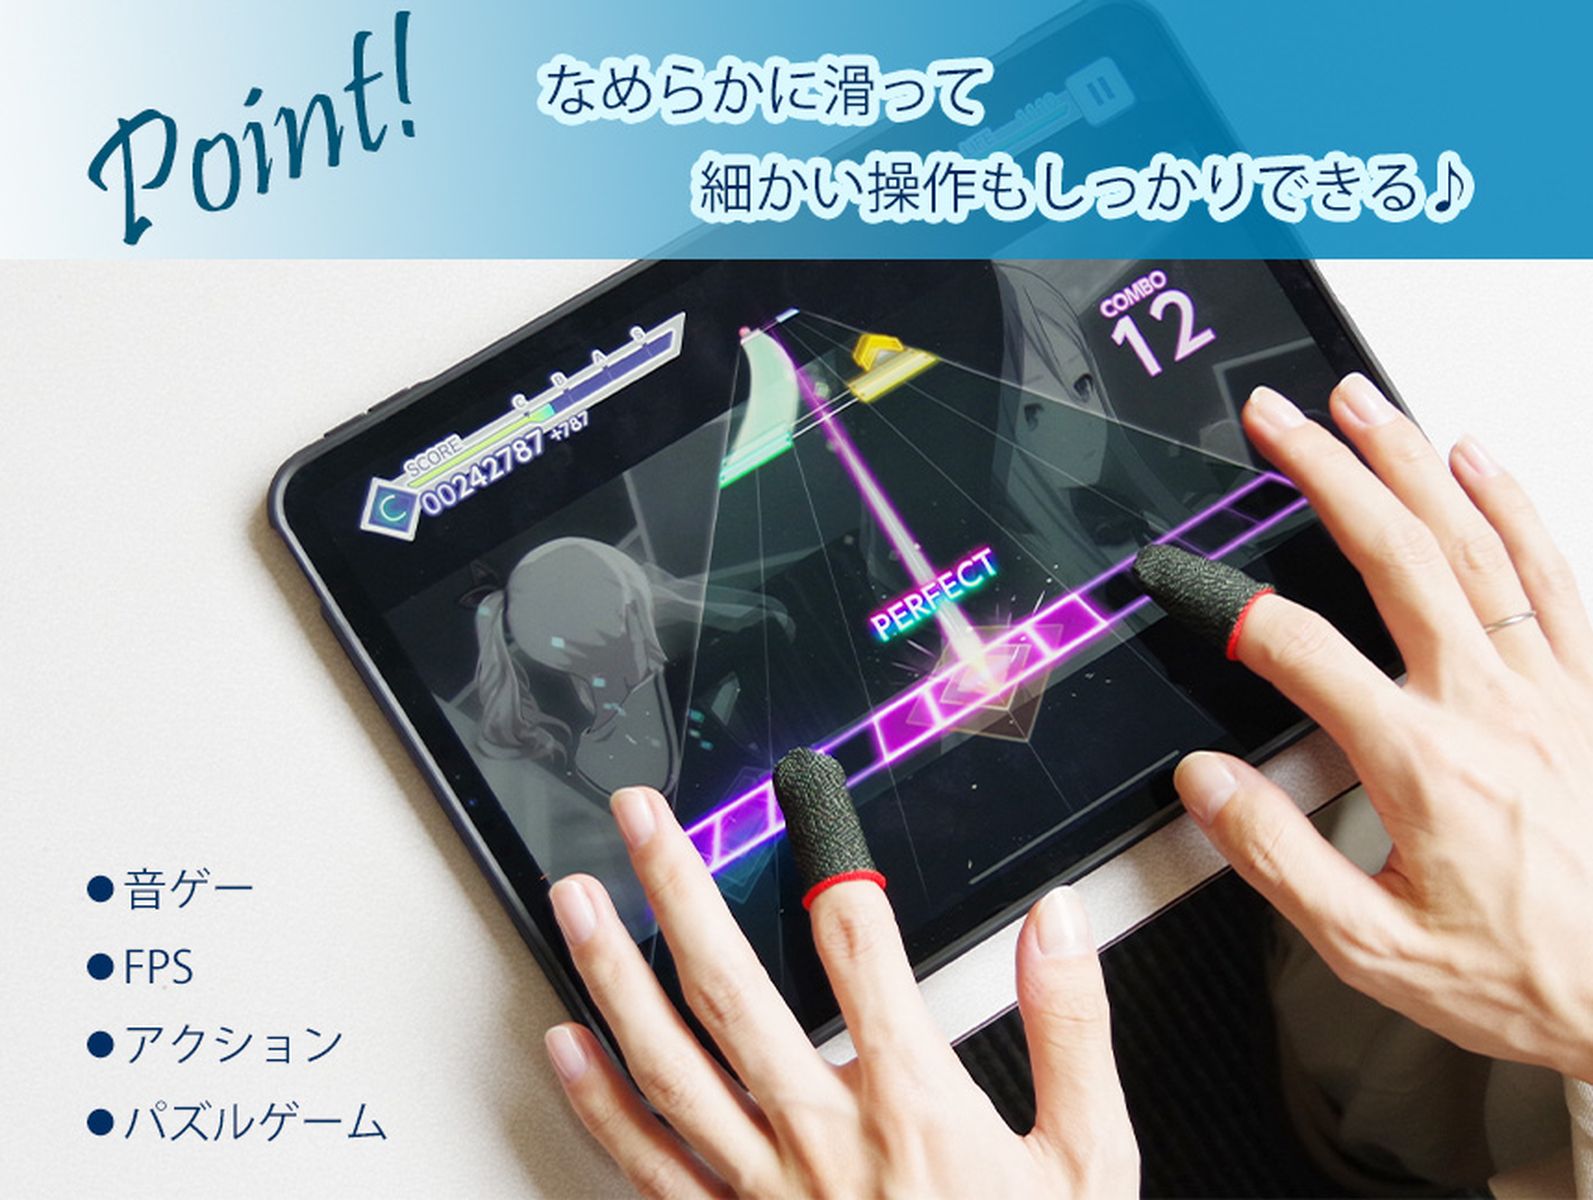 Point!
なめらかに滑って
細かい操作もしっかりできる♪
COMBO
12
C B A S
SCORE
C 00242787 +787
PERFECT
●音ゲー
●FPS
●アクション
●パズルゲーム